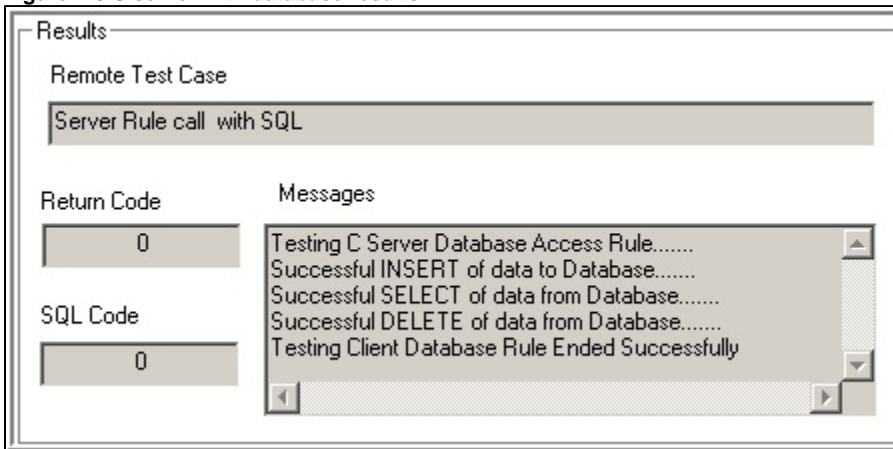 Results
Remote Test Case
Server Rule call with SQL
Return Code
0
SQL Code
0
Messages
Testing C Server Database Access Rule.......
Successful INSERT of data to Database.......
Successful SELECT of data from Database.......
Successful DELETE of data from Database.......
Testing Client Database Rule Ended Successfully